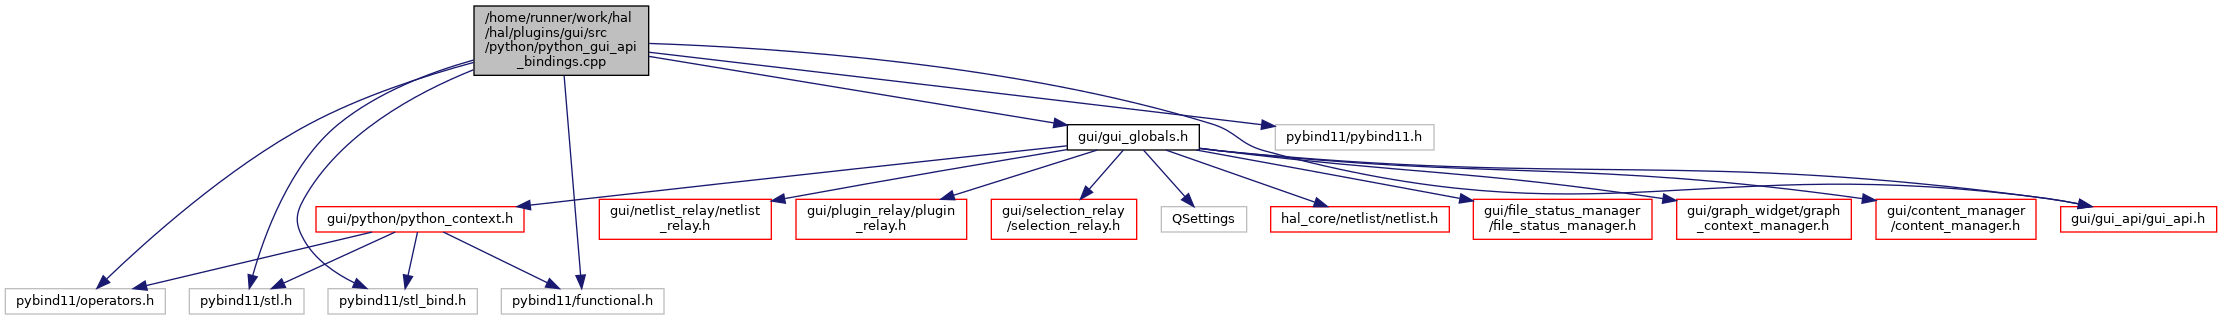 /home/runner/work/hal
/hal/plugins/gui/src
/python/python_gui_api
_bindings.cpp
gui/gui_globals.h
pybind11/pybind11.h
gui/python/python_context.h
gui/netlist_relay/netlist
_relay.h
gui/plugin_relay/plugin
_relay.h
gui/selection_relay
/selection_relay.h
QSettings
hal_core/netlist/netlist.h
gui/file_status_manager
/file_status_manager.h
gui/graph_widget/graph
_context_manager.h
gui/content_manager
/content_manager.h
gui/gui_api/gui_api.h
pybind11/operators.h
pybind11/stl.h
pybind11/stl_bind.h
pybind11/functional.h